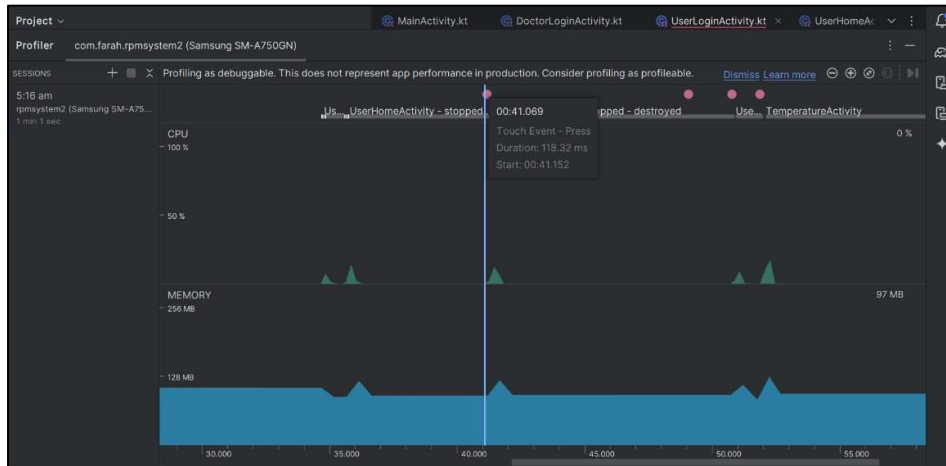 Project
MainActivity.kt DoctorLoginActivity.kt UserLoginActivity.kt × UserHomeAc
Profiler com.farah.rpmsystem2 (Samsung SM-A750GN)
SESSIONS Profiling as debuggable. This does not represent app performance in production. Consider profiling as profileable. Dismiss Learn more
5:16 am
rpmsystem2 (Samsung SM-A75...
1 min 1 sec
Us... UserHomeActivity - stopped pped - destroyed Use... TemperatureActivity
00:41.069
Touch Event - Press
Duration: 118.32 ms
Start: 00:41.152
CPU 0 %
100 %
50 %
MEMORY 97 MB
256 MB
128 MB
30.000 35.000 40.000 45.000 50.000 55.000